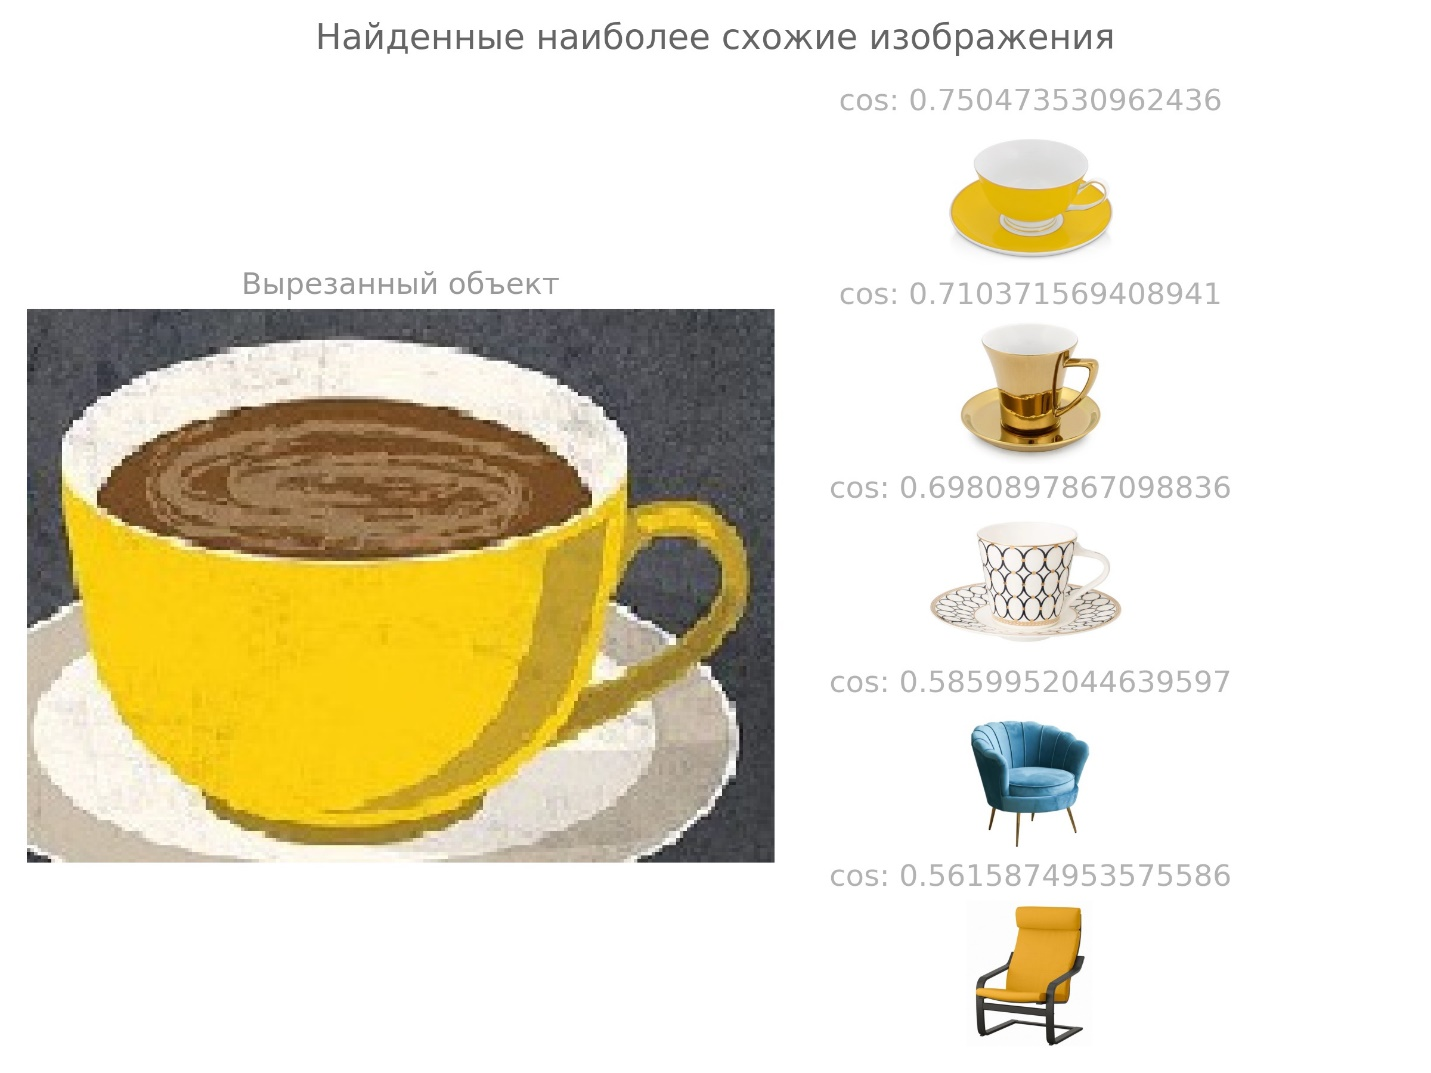 Найденные наиболее схожие изображения
Вырезанный объект
cos: 0.750473530962436
cos: 0.710371569408941
cos: 0.6980897867098836
cos: 0.5859952044639597
cos: 0.5615874953575586